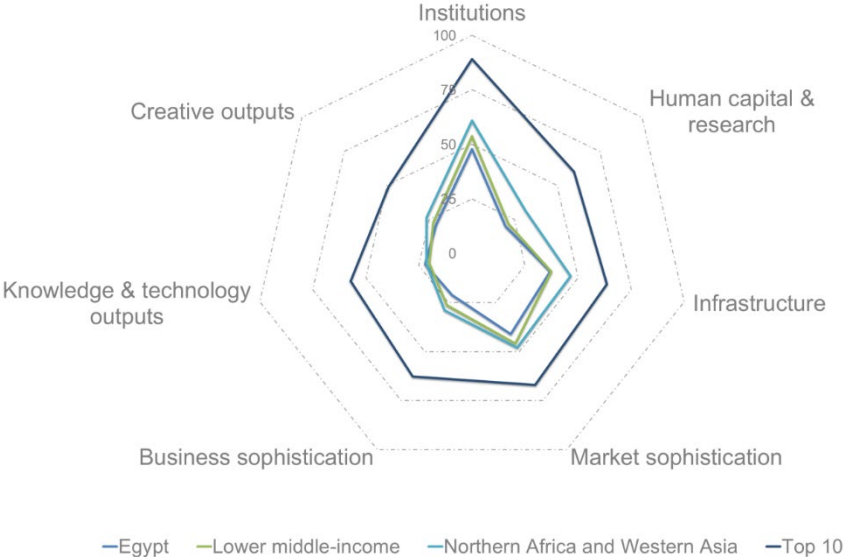 Institutions
100
75
50
25
0
Human capital &
research
Infrastructure
Market sophistication
Business sophistication
Knowledge & technology
outputs
Creative outputs
Egypt Lower middle-income Northern Africa and Western Asia Top 10